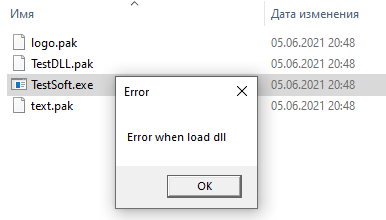 Имя Дата изменения
logo.pak 05.06.2021 20:48
TestDLL.pak 05.06.2021 20:48
TestSoft.exe 05.06.2021 20:48
text.pak 05.06.2021 20:48
Error
Error when load dll
OK